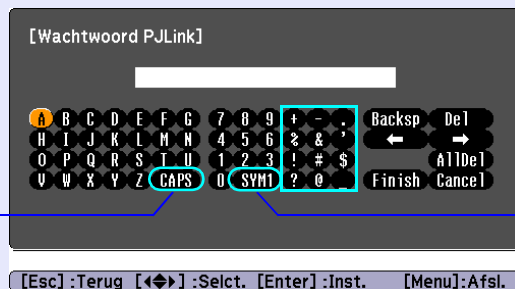 [Wachtwoord PJLink]
A B C D E F G 7 8 9 + - . Backsp Del
H I J K L M N 4 5 6 % & ' ← →
O P Q R S T U 1 2 3 ! # $ AllDel
V W X Y Z CAPS 0 SYM1 ? @ _ Finish Cancel
[Esc] :Terug [◀◆▶] :Selct. [Enter] :Inst. [Menu]:Afsl.